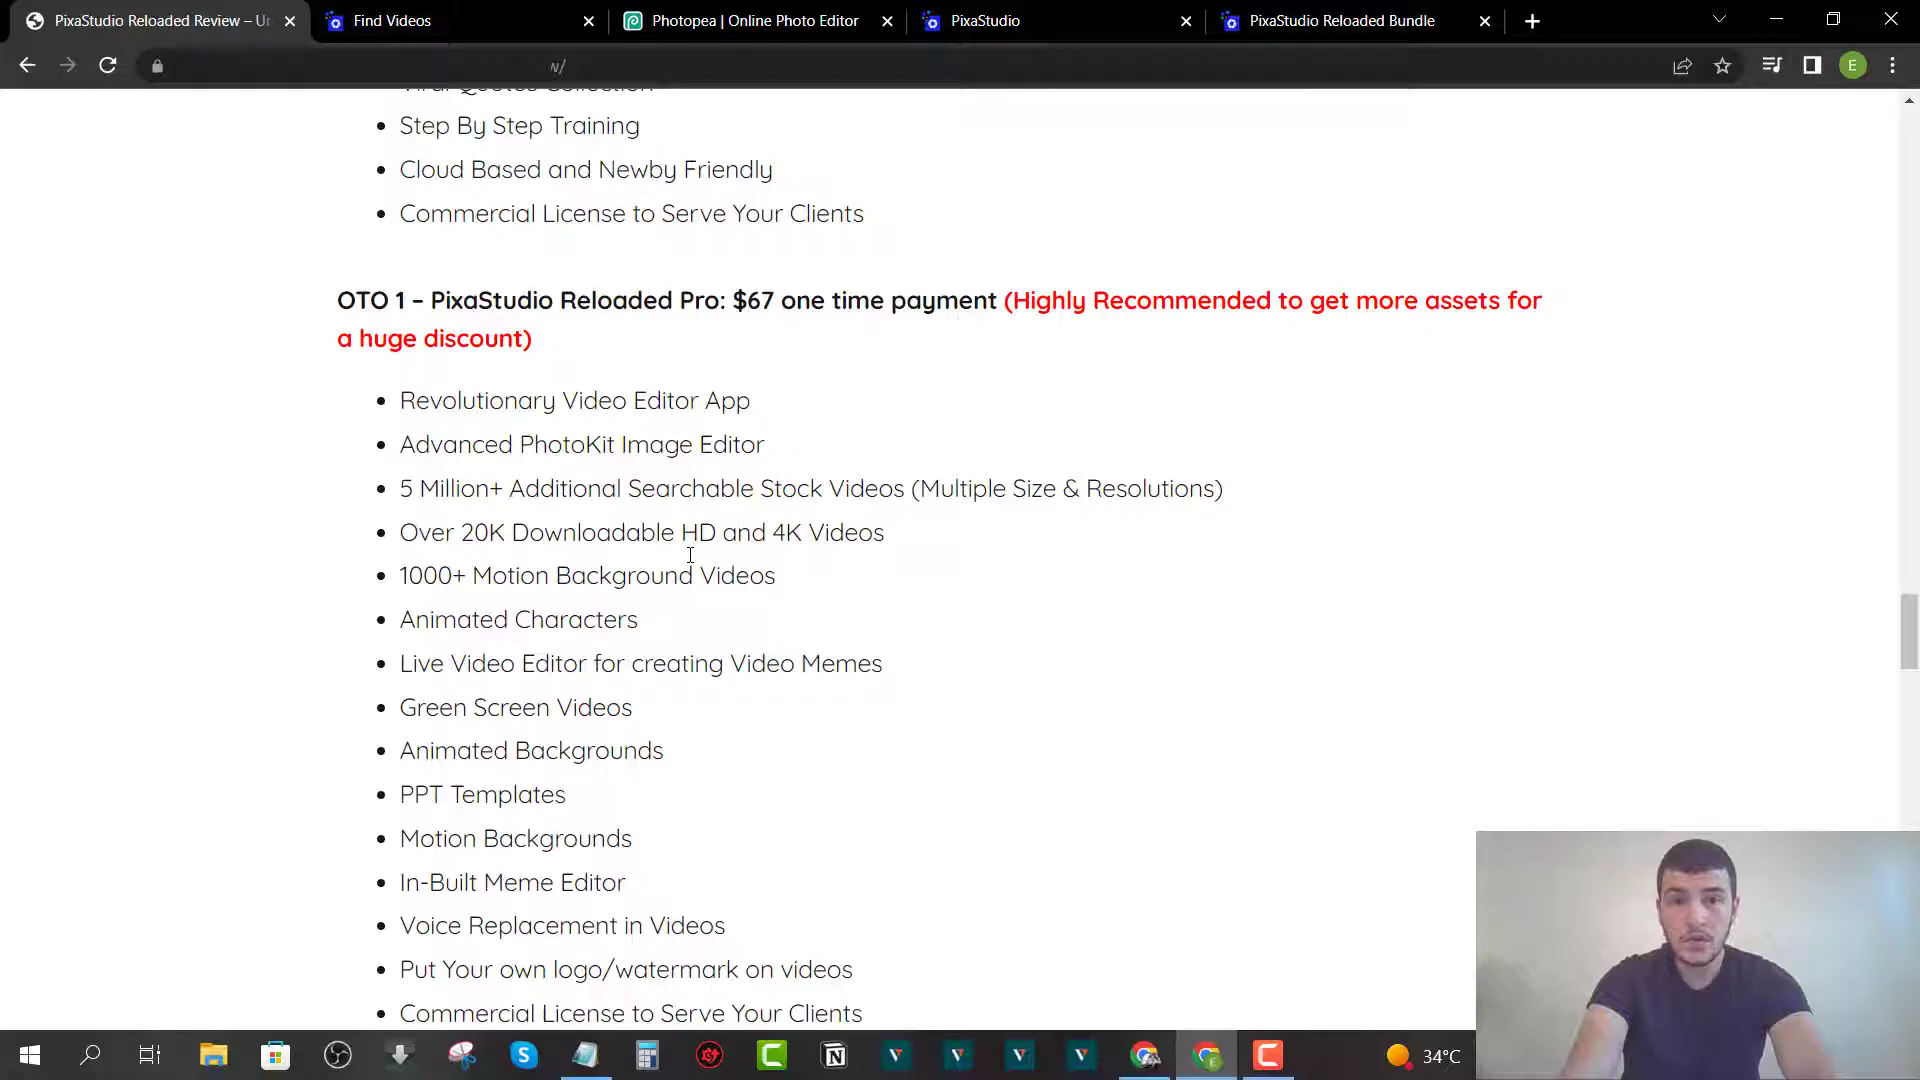 PixaStudio Reloaded Review – Un
Find Videos
Photopea | Online Photo Editor
PixaStudio
PixaStudio Reloaded Bundle
E
Viral Quotes Collection
Step By Step Training
Cloud Based and Newby Friendly
Commercial License to Serve Your Clients
OTO 1 – PixaStudio Reloaded Pro: $67 one time payment (Highly Recommended to get more assets for
a huge discount)
Revolutionary Video Editor App
Advanced PhotoKit Image Editor
5 Million+ Additional Searchable Stock Videos (Multiple Size & Resolutions)
Over 20K Downloadable HD and 4K Videos
1000+ Motion Background Videos
Animated Characters
Live Video Editor for creating Video Memes
Green Screen Videos
Animated Backgrounds
PPT Templates
Motion Backgrounds
In-Built Meme Editor
Voice Replacement in Videos
Put Your own logo/watermark on videos
Commercial License to Serve Your Clients
34°C